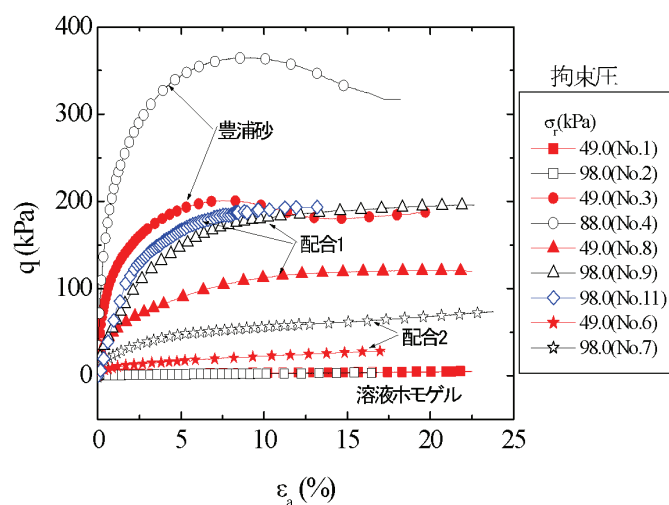 400
300
200
100
0
q (kPa)
0
5
10
15
20
25
ε_a (%)
豊浦砂
配合1
配合2
溶液ホモゲル
拘束圧
σ_r(kPa)
49.0(No.1)
98.0(No.2)
49.0(No.3)
88.0(No.4)
49.0(No.8)
98.0(No.9)
98.0(No.11)
49.0(No.6)
98.0(No.7)